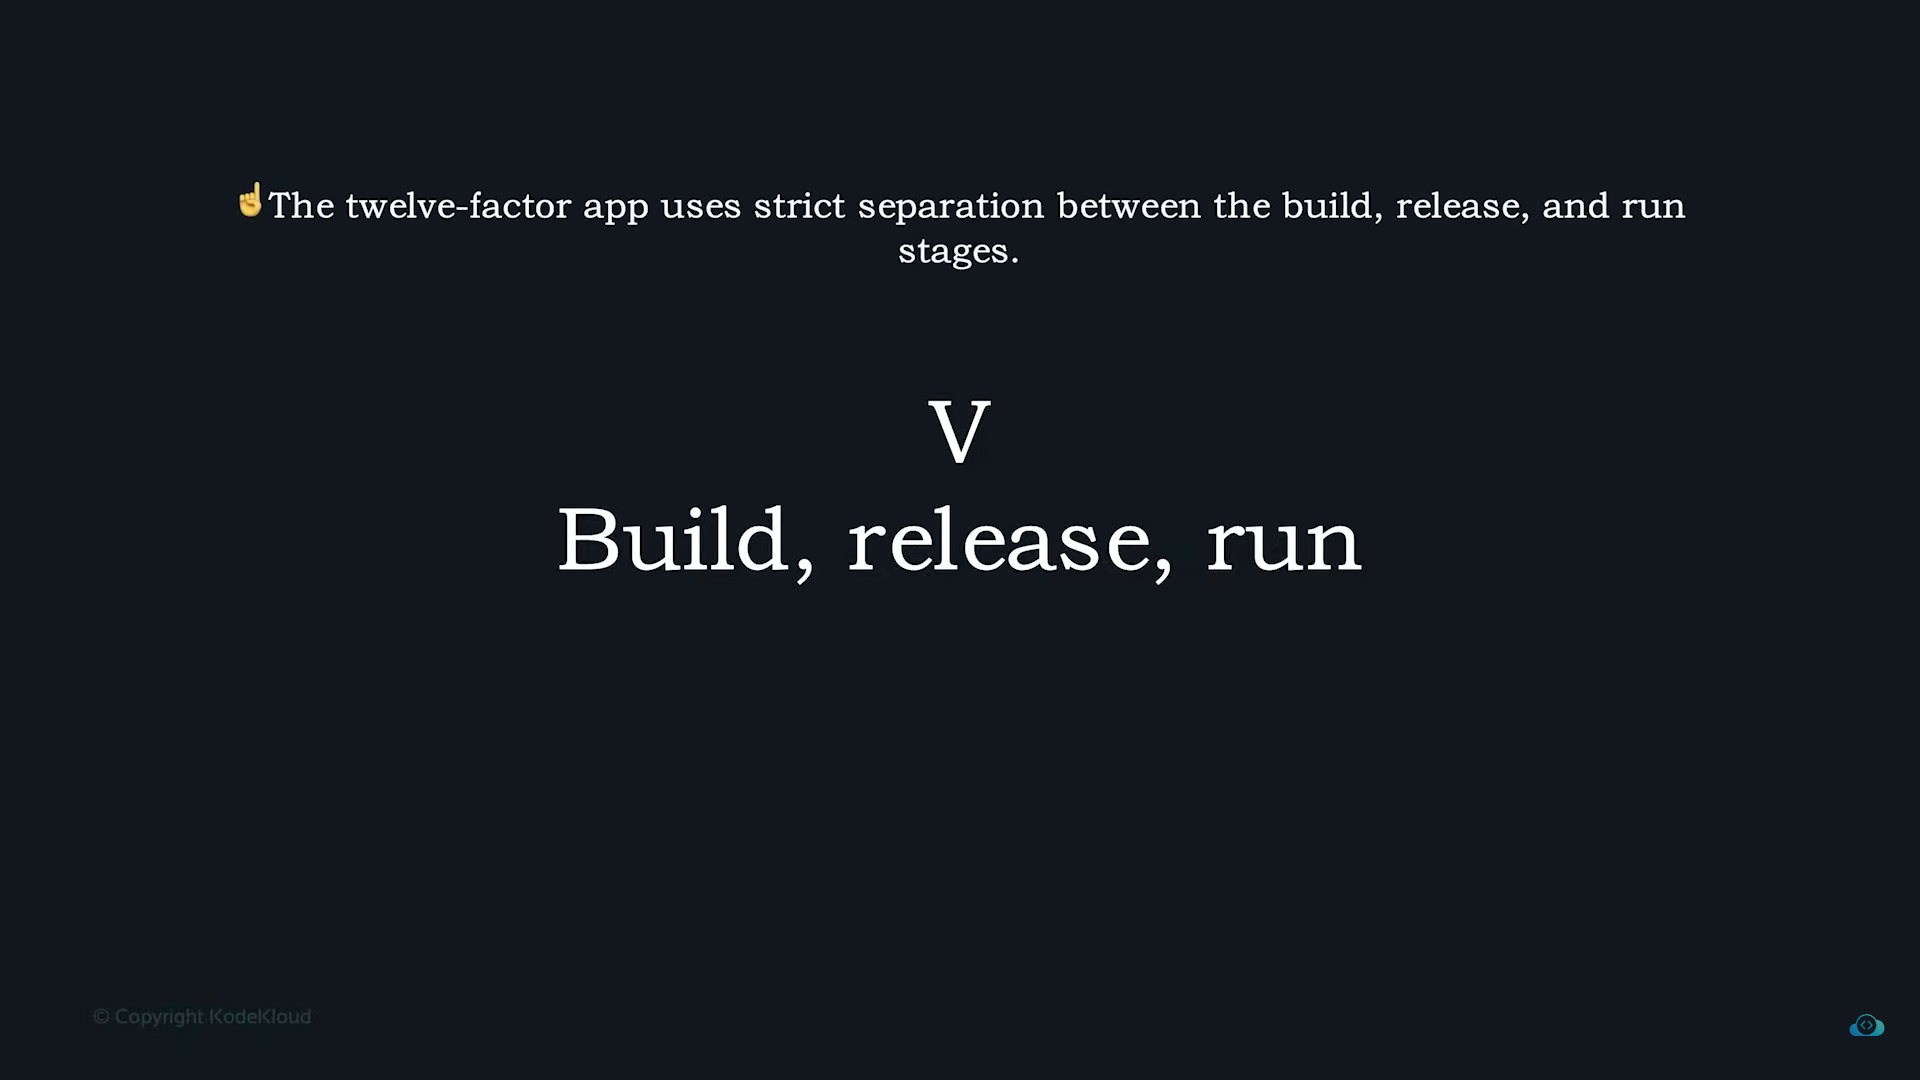 ☝The twelve-factor app uses strict separation between the build, release, and run
stages.
V
Build, release, run
© Copyright KodeKloud